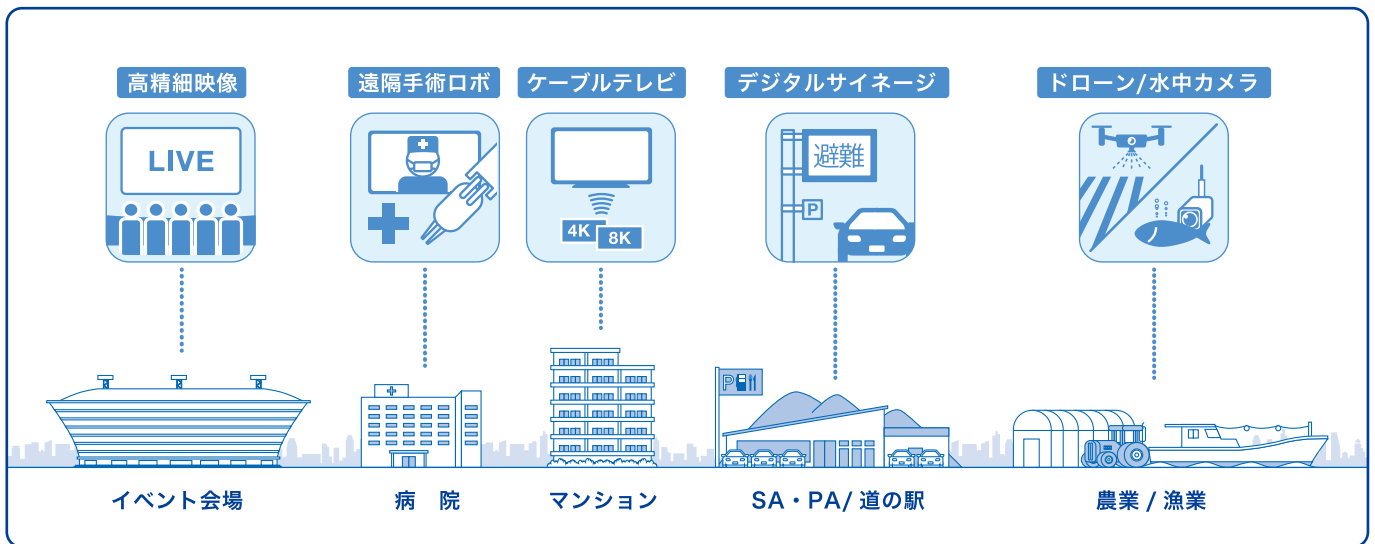 高精細映像
遠隔手術ロボ
ケーブルテレビ
デジタルサイネージ
ドローン/水中カメラ
LIVE
4K
8K
避難
P
P
イベント会場
病 院
マンション
SA・PA/ 道の駅
農業 / 漁業